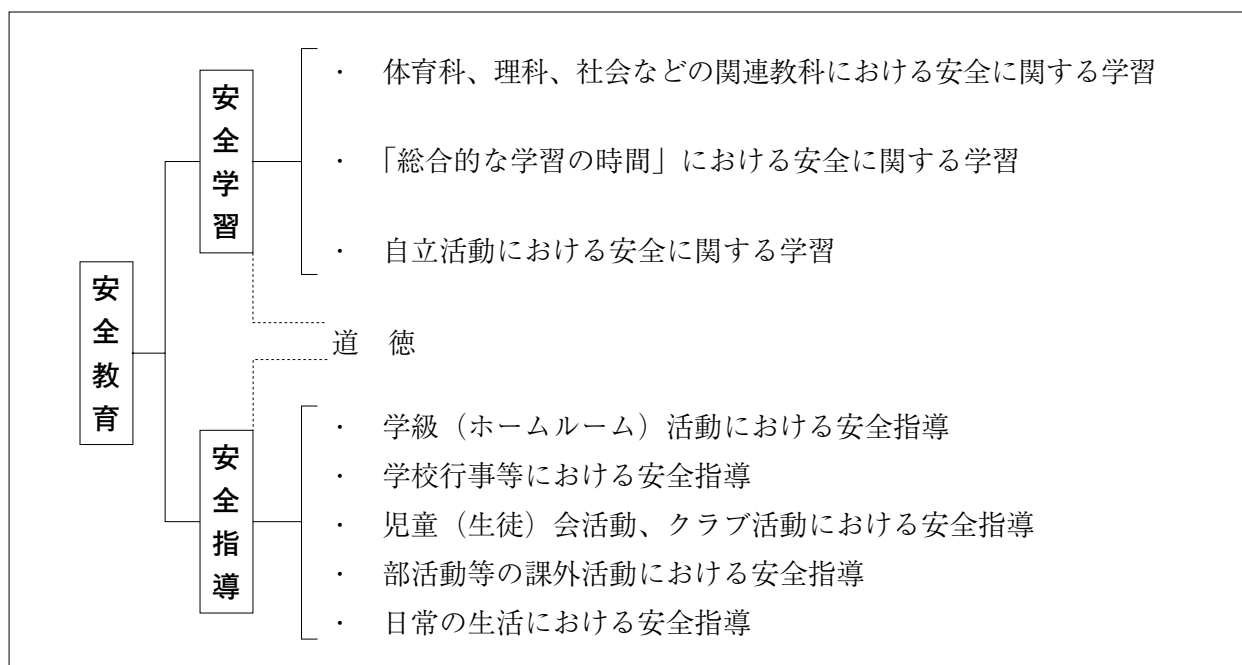 安全教育
安全学習
・ 体育科、理科、社会などの関連教科における安全に関する学習
・ 「総合的な学習の時間」における安全に関する学習
・ 自立活動における安全に関する学習
道 徳
安全指導
・ 学級（ホームルーム）活動における安全指導
・ 学校行事等における安全指導
・ 児童（生徒）会活動、クラブ活動における安全指導
・ 部活動等の課外活動における安全指導
・ 日常の生活における安全指導